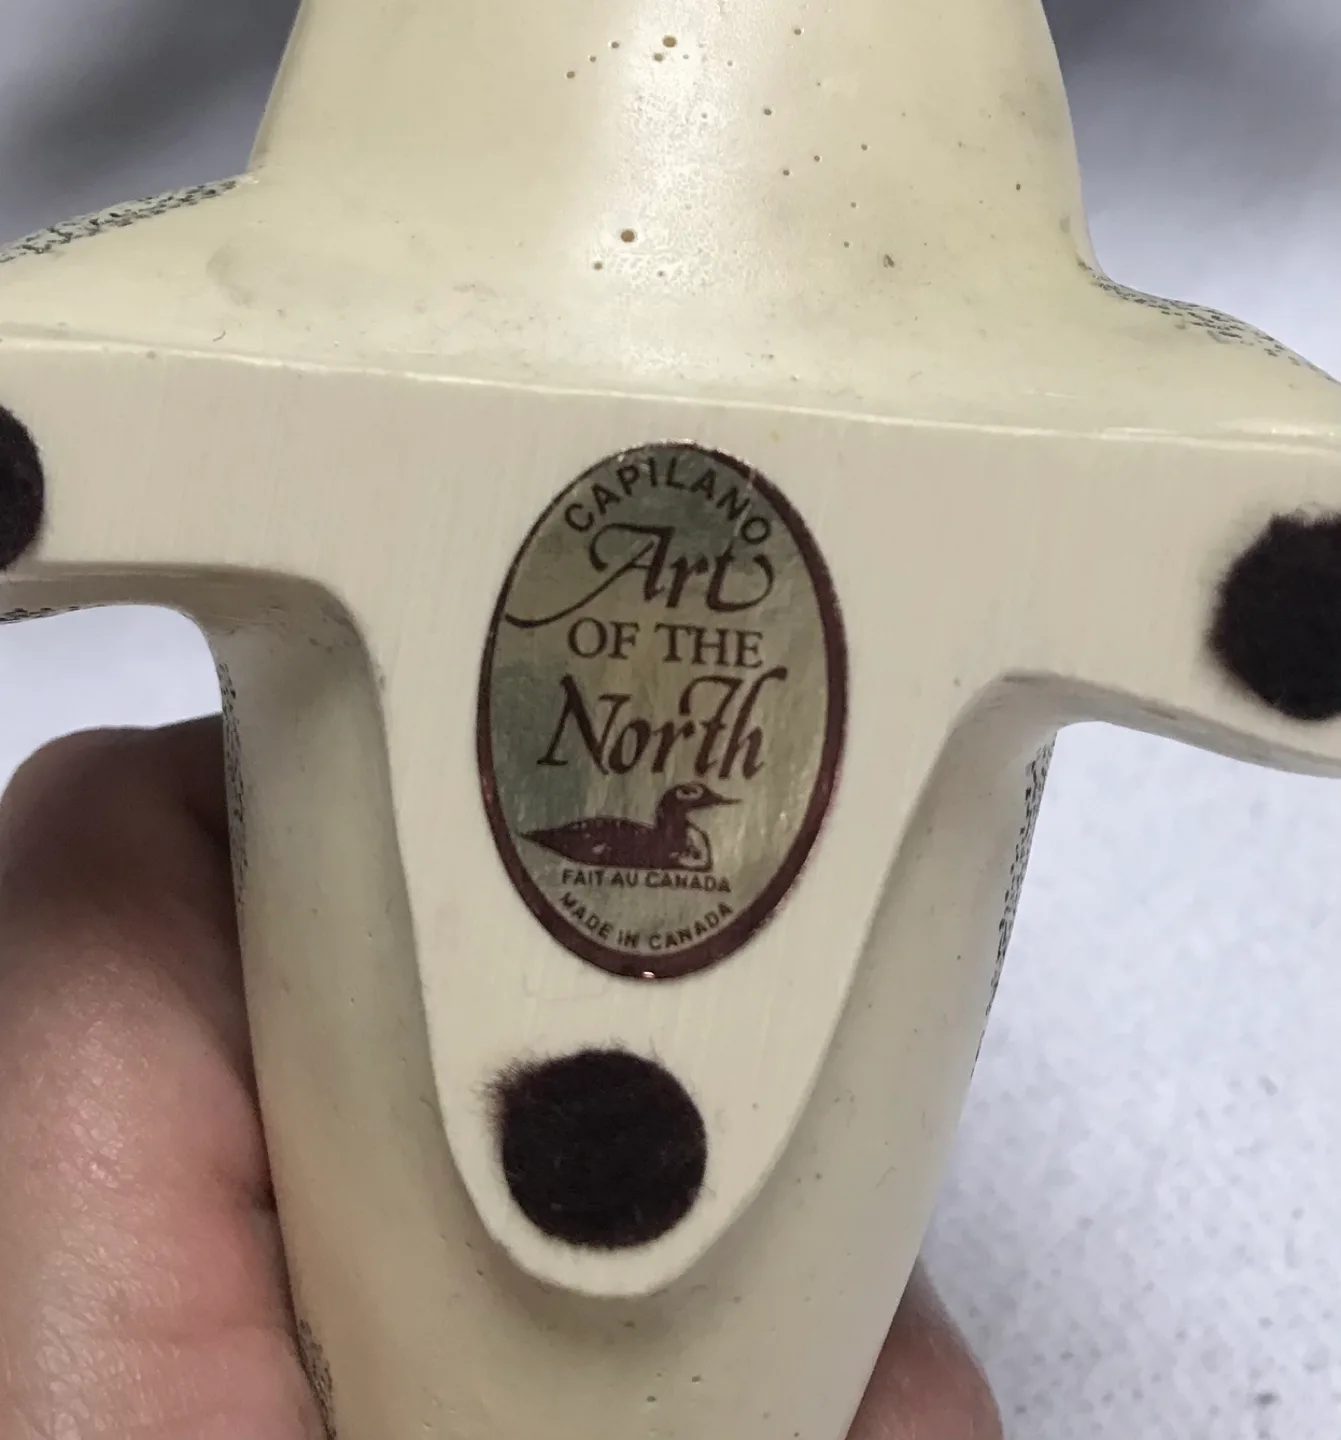 CAPILANO
Art
OF THE
North
FAIT AU CANADA
MADE IN CANADA